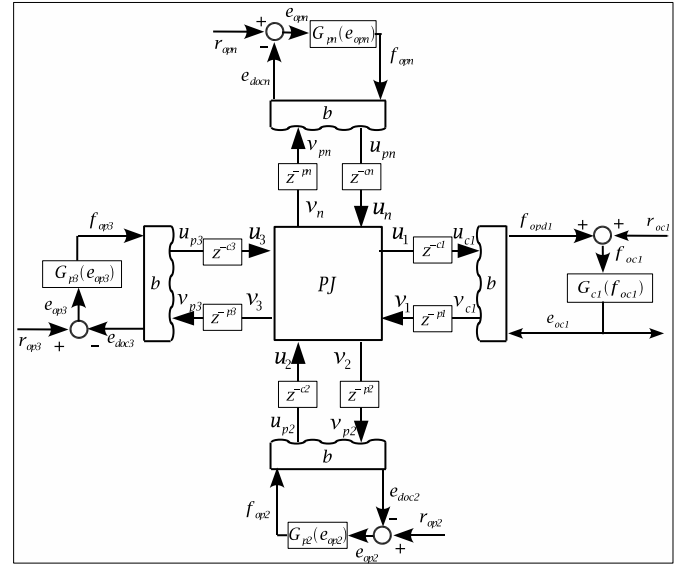 + e_opn G_pn(e_opn)
r_opn - f_opn
e_docn
b
v_pn u_pn
z^-pn z^-cn
v_n u_n
f_op3 u_p3 u_3 u_1 u_c1 f_opd1 + + r_oc1
z^-c3 z^-c1 f_oc1
G_p3(e_op3) b PJ b G_c1(f_oc1)
e_op3 v_p3 v_3 v_1 v_c1
z^-p3 z^-p1 e_oc1
r_op3 + - e_doc3
u_2 v_2
z^-c2 z^-p2
u_p2 v_p2
b
e_doc2
f_op2 - r_op2
G_p2(e_op2) +
e_op2